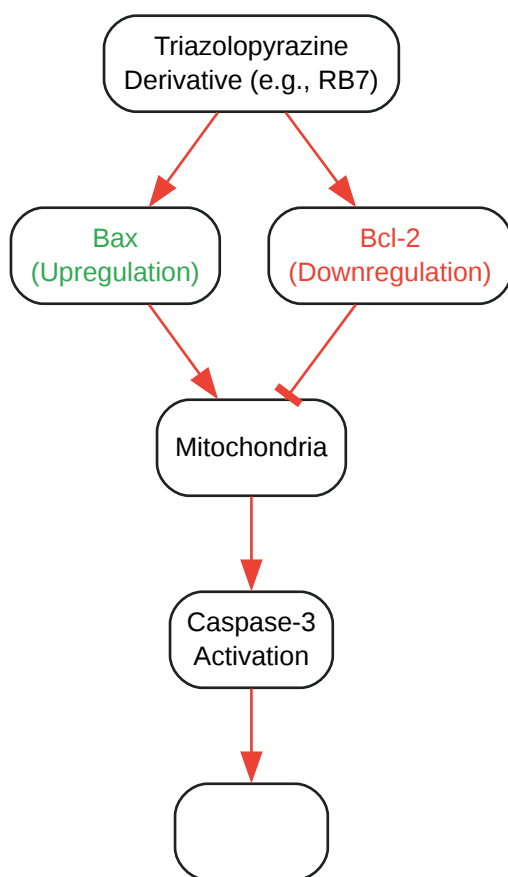 Triazolopyrazine
Derivative (e.g., RB7)
Bax
(Upregulation)
Bcl-2
(Downregulation)
Mitochondria
Caspase-3
Activation